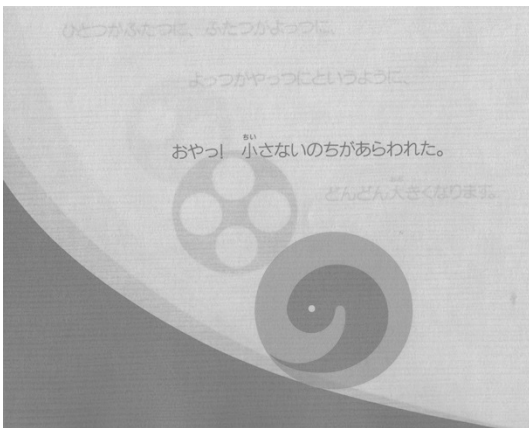 ひとつがふたつに、ふたつがよっつに、
よっつがやっつにというように、
おやっ! 小さないのちがあらわれた。
どんどん大きくなります。